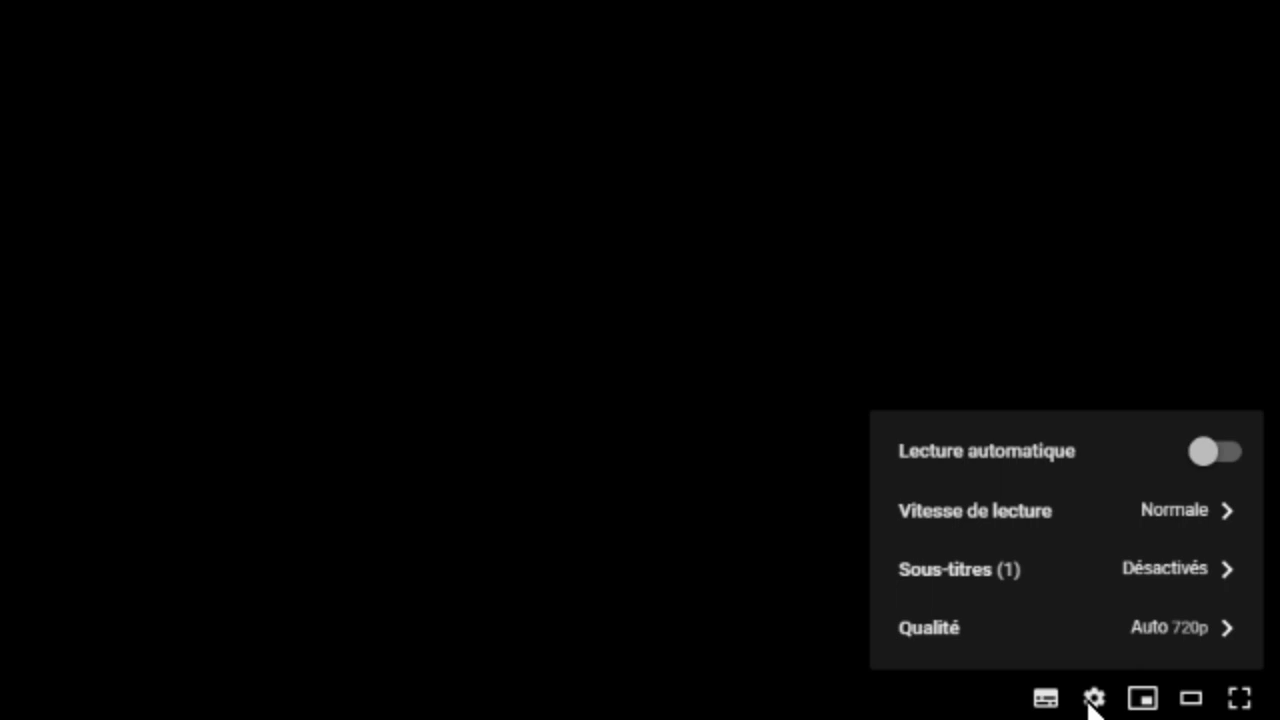 Lecture automatique
Vitesse de lecture Normale
Sous-titres (1) Désactivés
Qualité Auto 720p